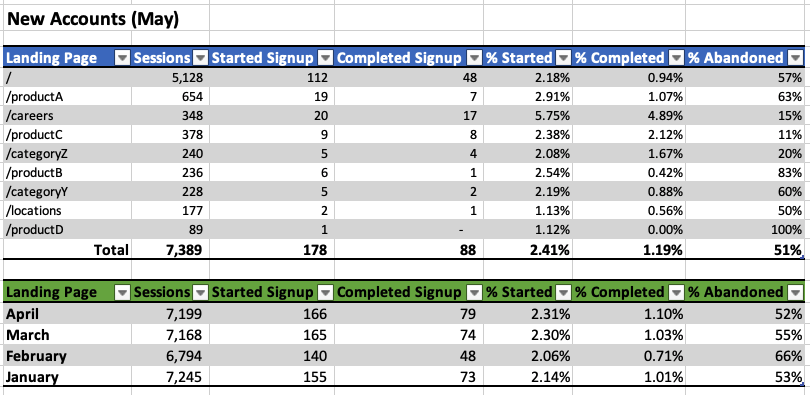 New Accounts (May)
Landing Page Sessions Started Signup Completed Signup % Started % Completed % Abandoned
/ 5,128 112 48 2.18% 0.94% 57%
/productA 654 19 7 2.91% 1.07% 63%
/careers 348 20 17 5.75% 4.89% 15%
/productC 378 9 8 2.38% 2.12% 11%
/categoryZ 240 5 4 2.08% 1.67% 20%
/productB 236 6 1 2.54% 0.42% 83%
/categoryY 228 5 2 2.19% 0.88% 60%
/locations 177 2 1 1.13% 0.56% 50%
/productD 89 1 - 1.12% 0.00% 100%
Total 7,389 178 88 2.41% 1.19% 51%
Landing Page Sessions Started Signup Completed Signup % Started % Completed % Abandoned
April 7,199 166 79 2.31% 1.10% 52%
March 7,168 165 74 2.30% 1.03% 55%
February 6,794 140 48 2.06% 0.71% 66%
January 7,245 155 73 2.14% 1.01% 53%